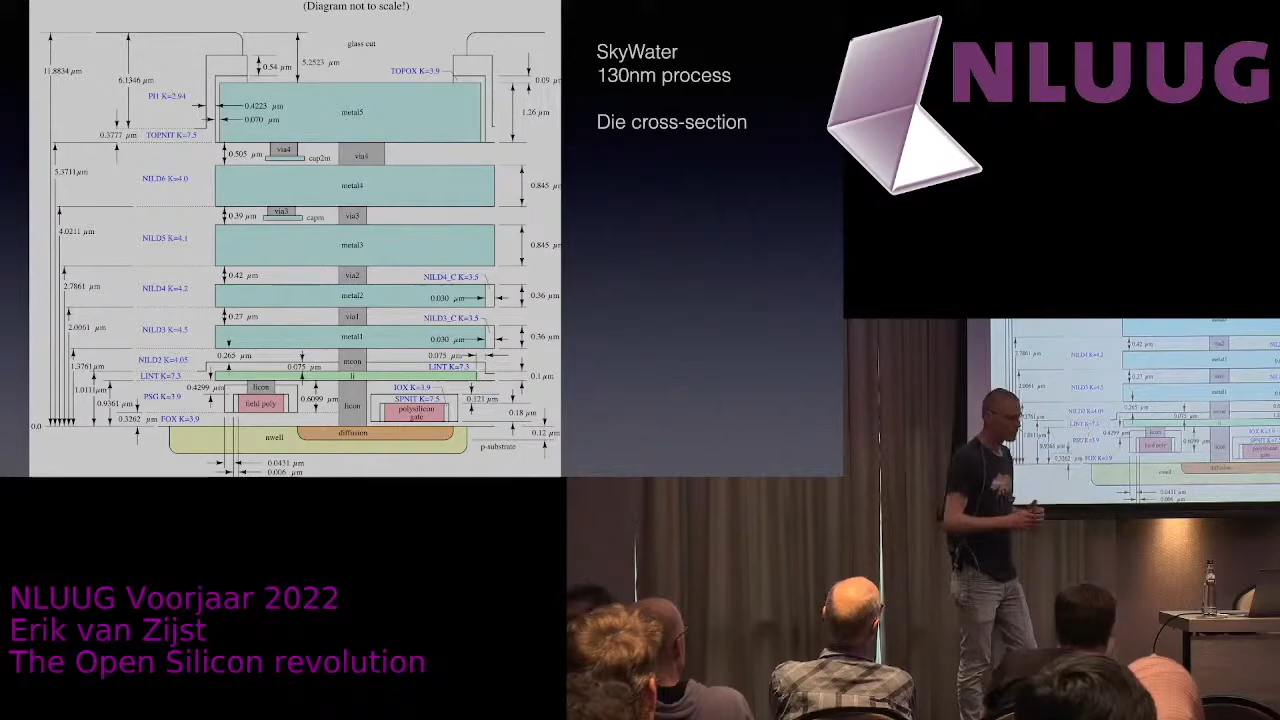 (Diagram not to scale!)
glass cut
11.8834 μm
6.1346 μm
0.54 μm
5.2523 μm
TOPOX K=3.9
0.09 μm
PI1 K=2.94
0.4223 μm
0.070 μm
metal5
1.26 μm
0.3777 μm
TOPNIT K=7.5
0.505 μm
via4
cap2m
via4
5.3711μm
NILD6 K=4.0
metal4
0.845 μm
0.39 μm
via3
capm
via3
4.0211 μm
NILD5 K=4.1
metal3
0.845 μm
0.42 μm
via2
NILD4_C K=3.5
2.7861 μm
NILD4 K=4.2
metal2
0.030 μm
0.36 μm
0.27 μm
via1
NILD3_C K=3.5
2.0061 μm
NILD3 K=4.5
metal1
0.030 μm
0.36 μm
0.265 μm
0.075 μm
NILD2 K=4.05
mcon
1.3761μm
0.075 μm
LINT K=7.3
LINT K=7.3
li
0.1 μm
1.0111μm
0.4299 μm
licon
IOX K=3.9
PSG K=3.9
0.6099 μm
SPNIT K=7.5
0.121 μm
0.9361 μm
field poly
licon
polysilicon
gate
0.18 μm
0.3262 μm
FOX K=3.9
0.0
nwell
diffusion
0.12 μm
p-substrate
0.0431 μm
0.006 μm
SkyWater
130nm process
Die cross-section
NLUUG
NLUUG Voorjaar 2022
Erik van Zijst
The Open Silicon revolution